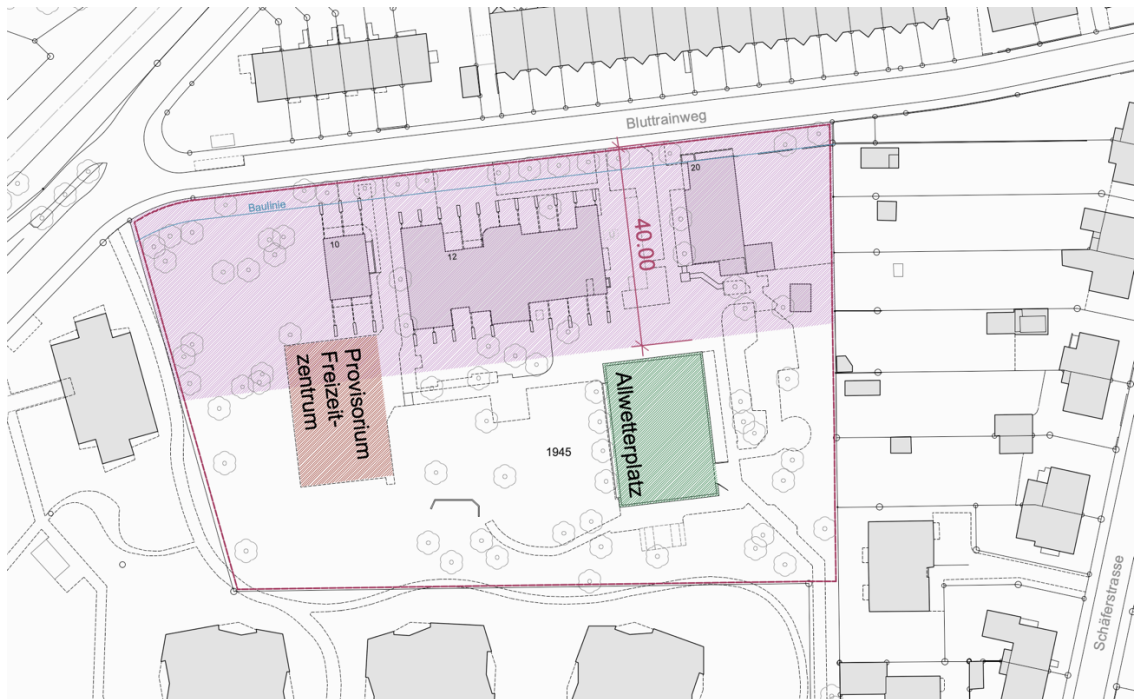 Bluttrainweg
Baulinie
20
10
12
40.00
Provisorium
Freizeit-
zentrum
Allwetterplatz
1945
Schäferstrasse